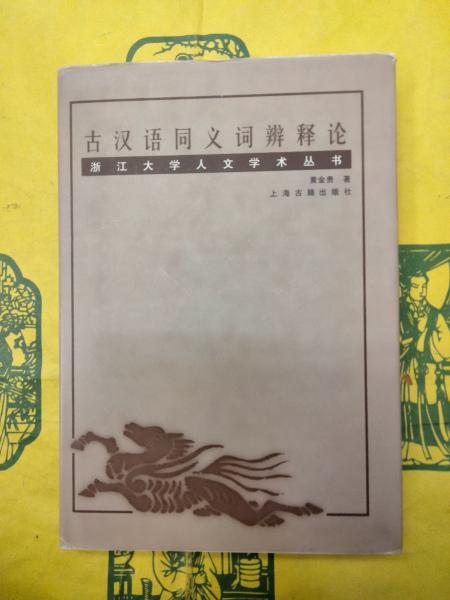 古汉语同义词辨释论
浙江大学人文学术丛书
黄金贵 著
上海古籍出版社